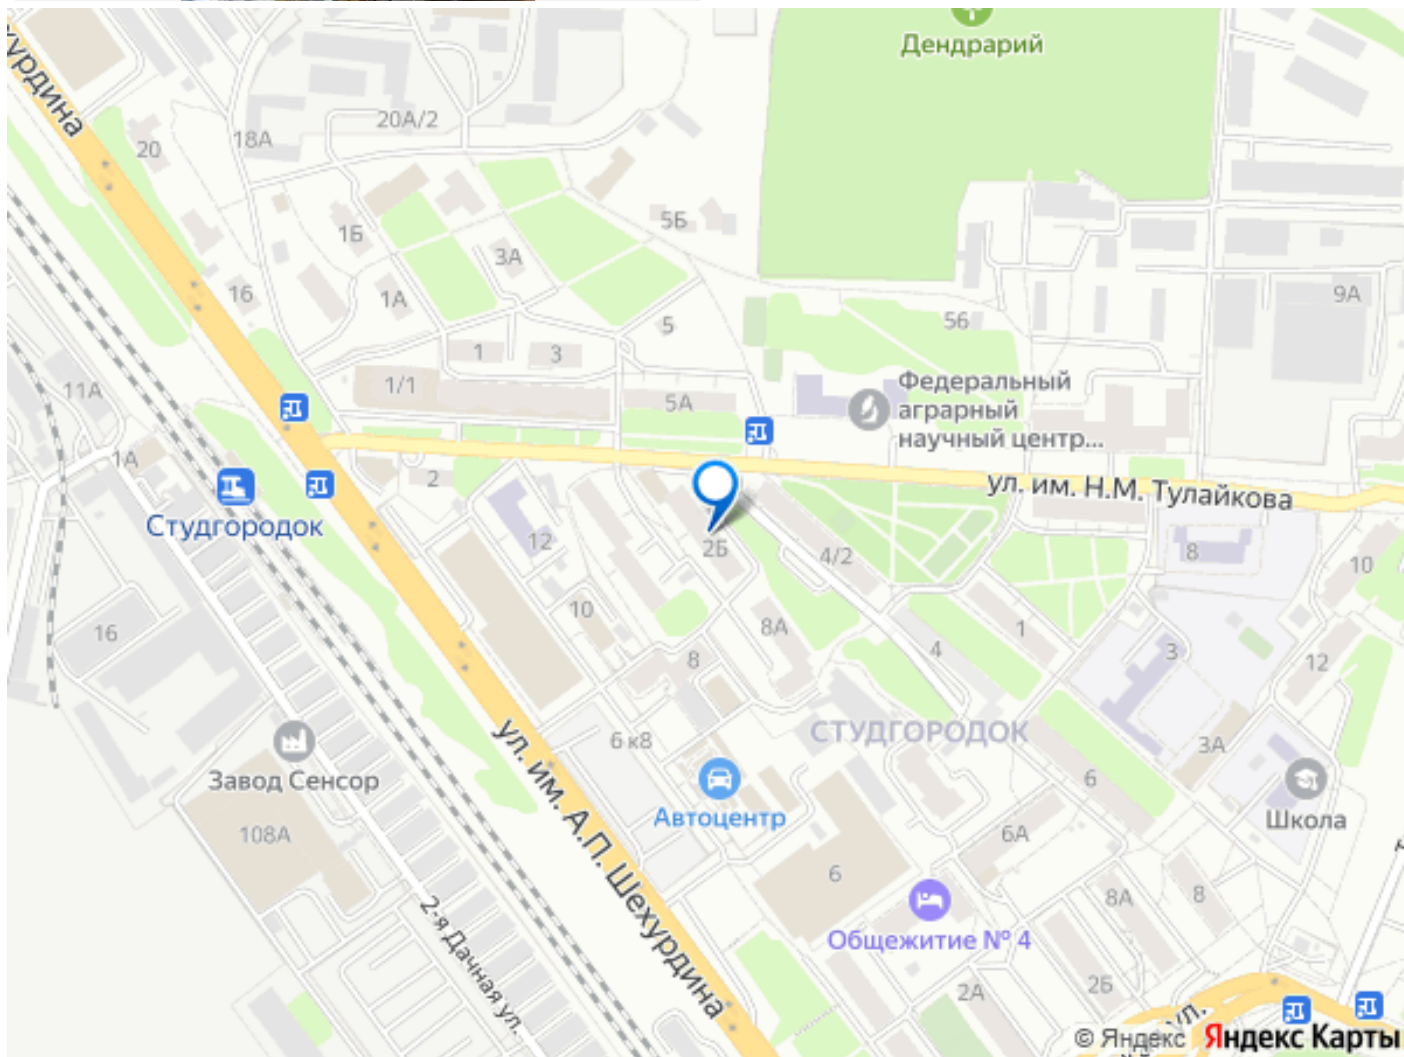 Дендрарий
хурдина
20А/2
18А
20
5Б
1Б
3А
16
1А
9А
5
5б
1
3
1/1
5А
Федеральный
аграрный
научный центр...
11А
1А
2
ул. им. Н.М. Тулайкова
Студгородок
12
2Б
4/2
8
10
10
16
8А
1
4
3
12
8
СТУДГОРОДОК
6 к8
3А
Завод Сенсор
ул. им. А.П. Шехурдина
Автоцентр
6
Школа
108А
6А
6
8А
8
2-я Дачная ул.
Общежитие № 4
2А
2Б
ул.
© Яндекс Яндекс Карты